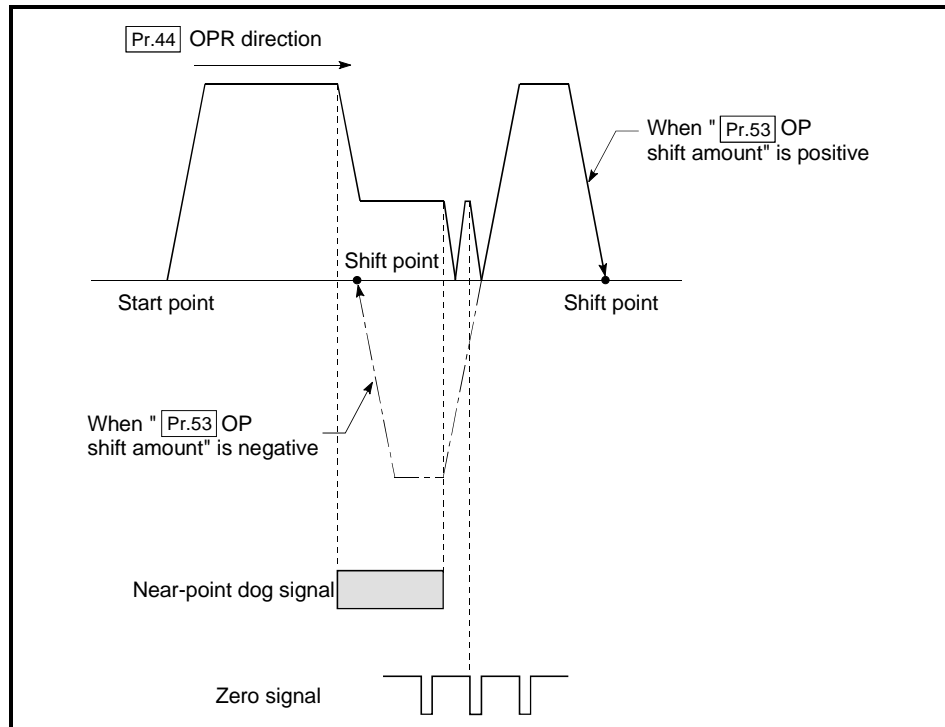 Pr.44 OPR direction
When " Pr.53 OP
shift amount" is positive
Shift point
Start point
Shift point
When " Pr.53 OP
shift amount" is negative
Near-point dog signal
Zero signal